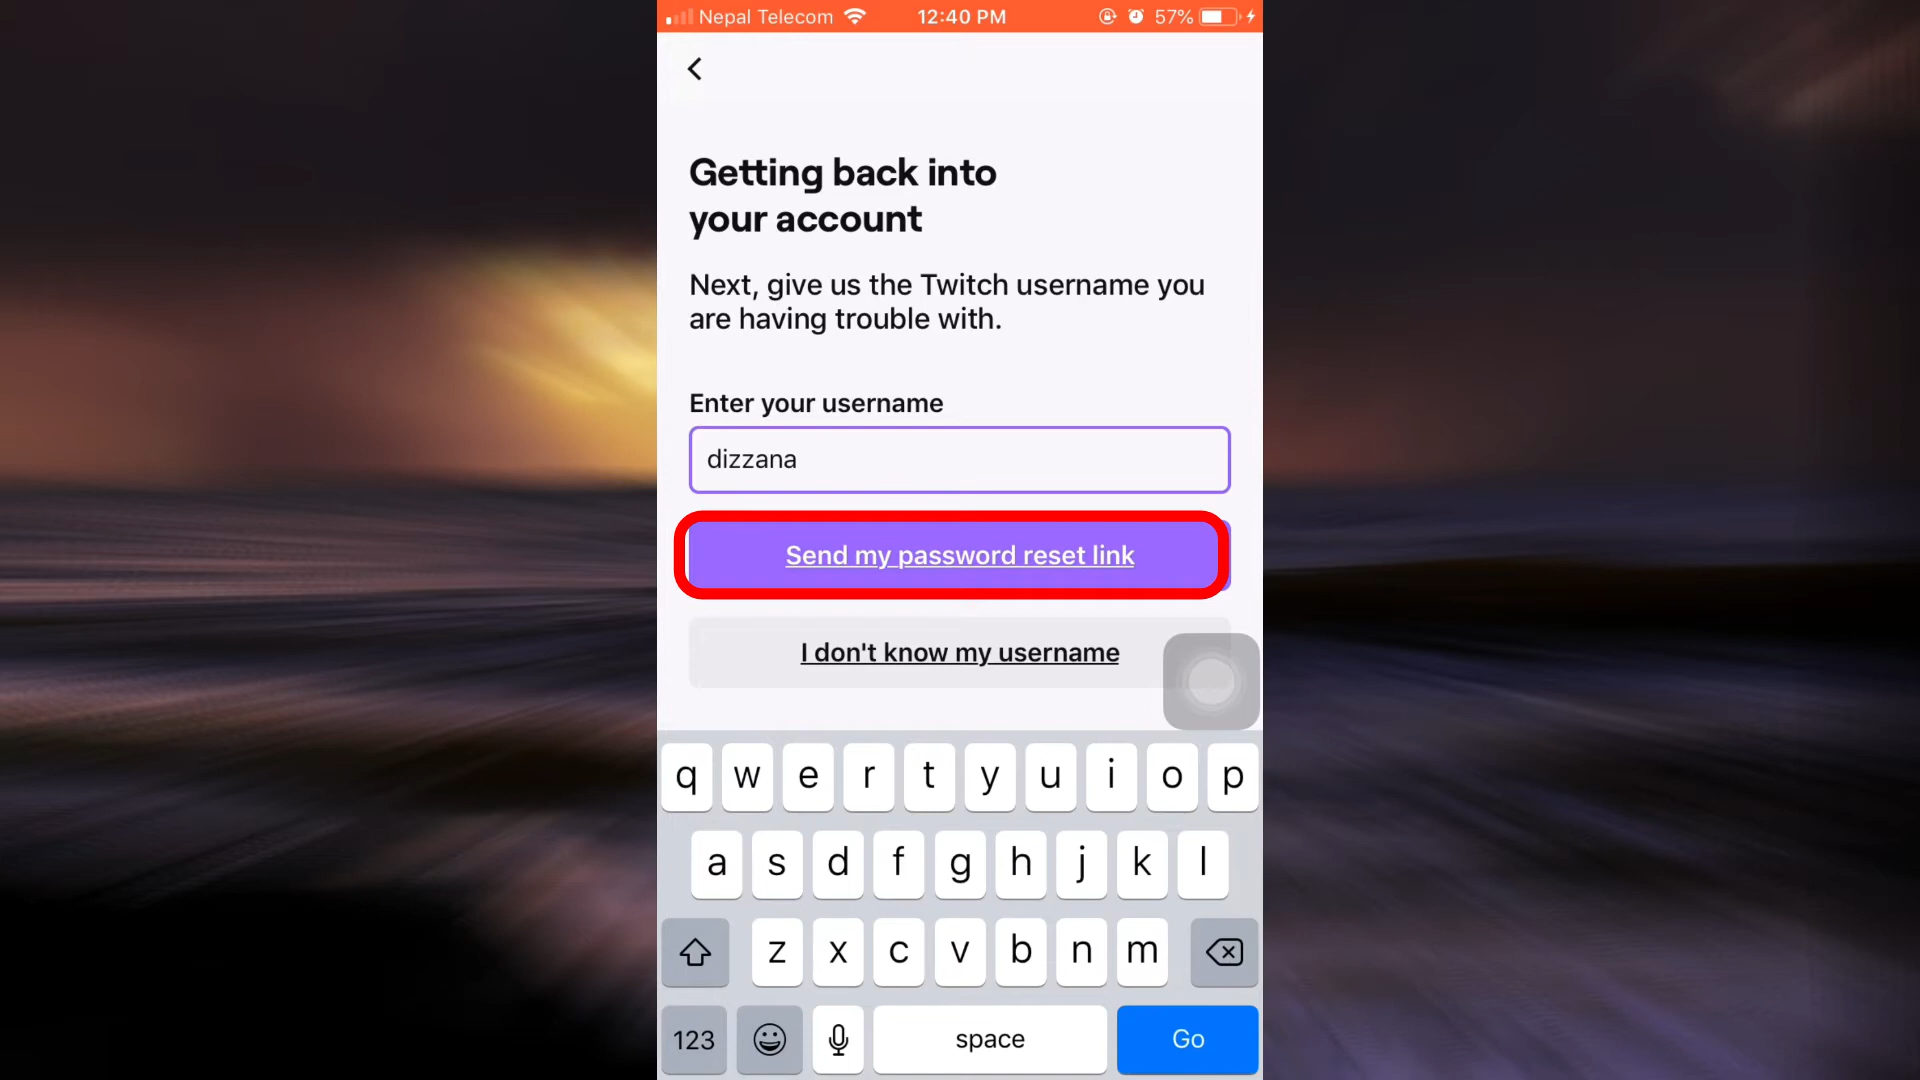 Nepal Telecom 12:40 PM 57%
Getting back into
your account
Next, give us the Twitch username you
are having trouble with.
Enter your username
dizzana
Send my password reset link
I don't know my username
q w e r t y u i o p
a s d f g h j k l
z x c v b n m
123 space Go